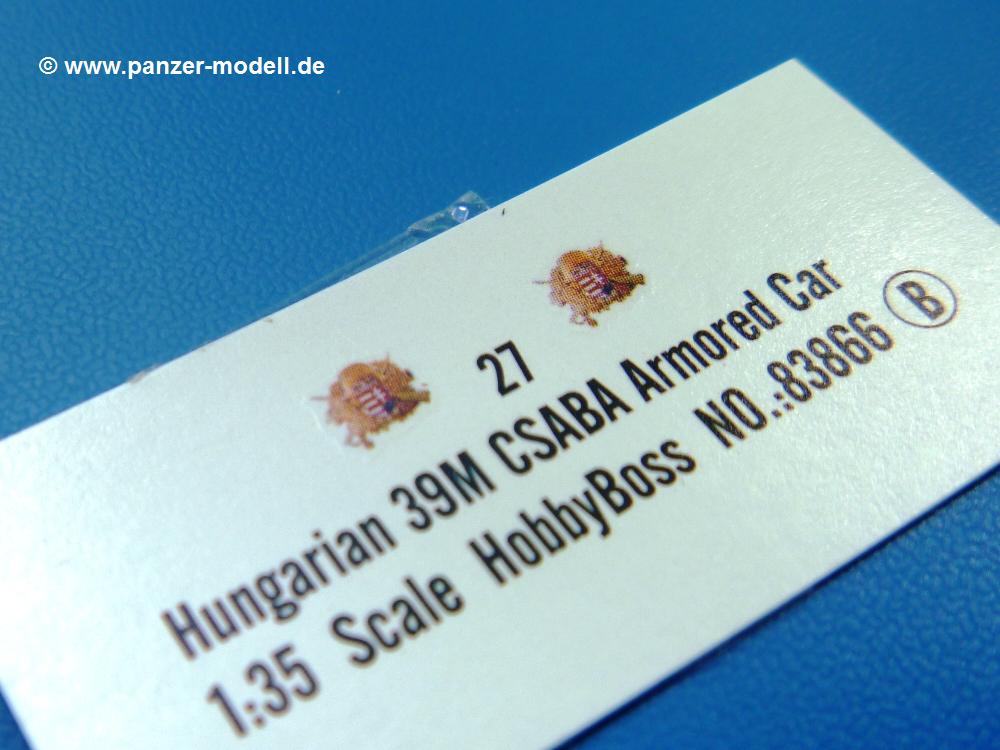 © www.panzer-modell.de
27
Hungarian 39M CSABA Armored Car
1:35 Scale HobbyBoss NO.:83866 B